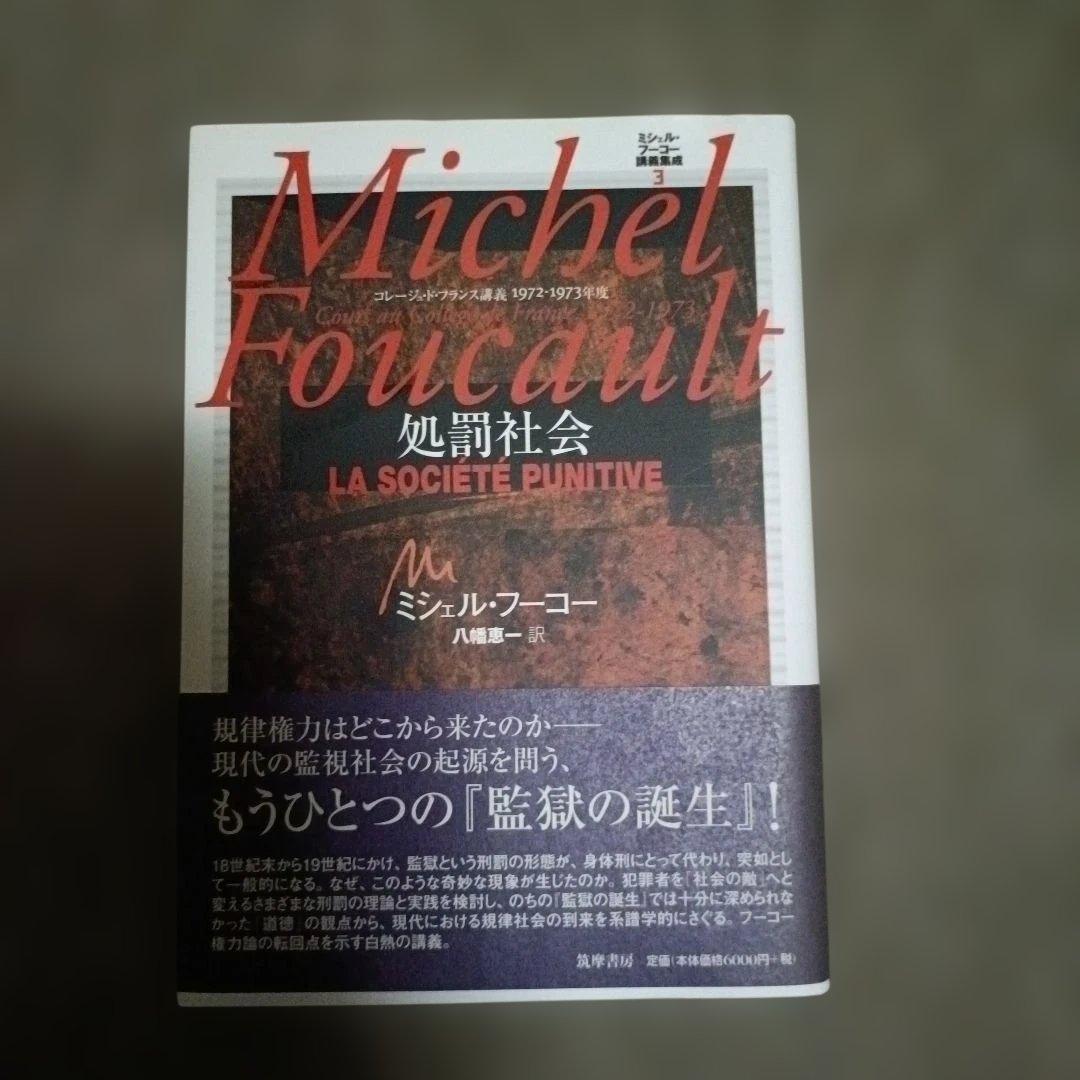 ミシェル・
フーコー
講義集成
3
Michel
コレージュ・ド・フランス講義 1972-1973年度
Cours au Collège de France 1972-1973
Foucault
処罰社会
LA SOCIÉTÉ PUNITIVE
ミシェル・フーコー
八幡恵一 訳
規律権力はどこから来たのか――
現代の監視社会の起源を問う、
もうひとつの『監獄の誕生』!
18世紀末から19世紀にかけ、監獄という刑罰の形態が、身体刑にとって代わり、突如とし
て一般的になる。なぜ、このような奇妙な現象が生じたのか。犯罪者を「社会の敵」へと
変えるさまざまな刑罰の理論と実践を検討し、のちの『監獄の誕生』では十分に深められな
かった「道徳」の観点から、現代における規律社会の到来を系譜学的にさぐる。フーコー
権力論の転回点を示す白熱の講義。
筑摩書房 定価(本体価格6000円+税)